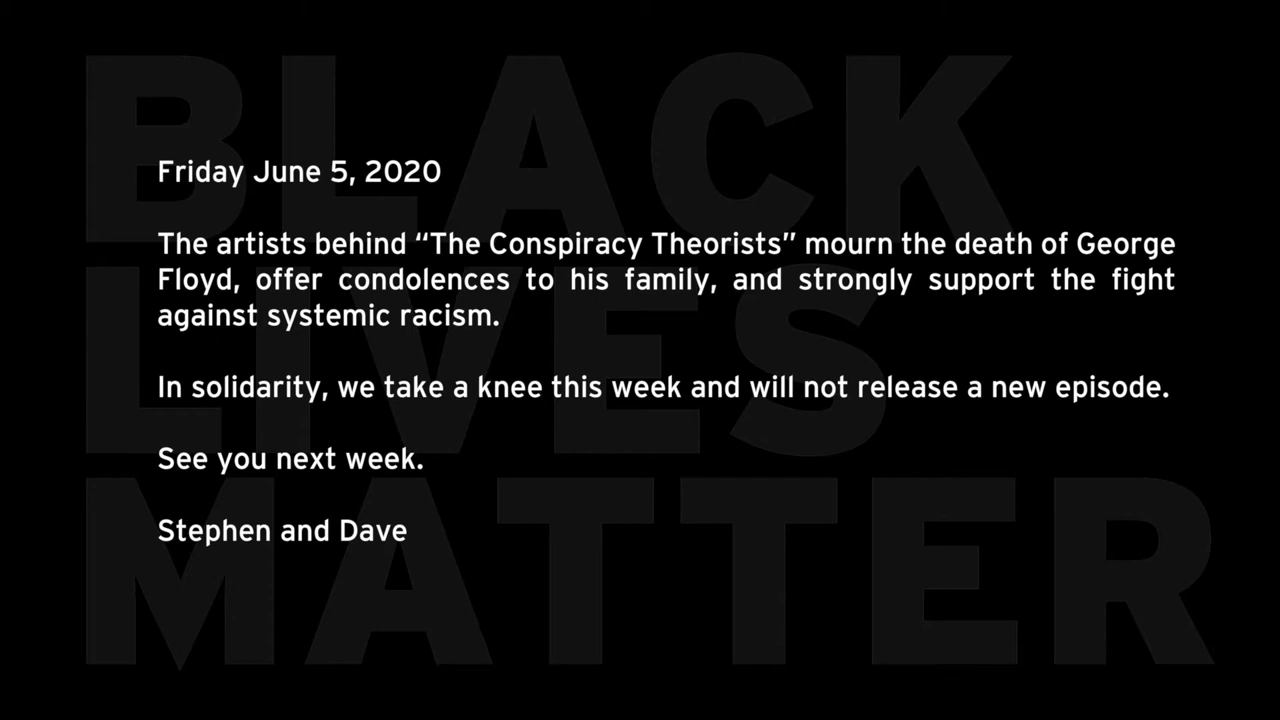 BLACK
LIVES
MATTER
Friday June 5, 2020
The artists behind “The Conspiracy Theorists” mourn the death of George
Floyd, offer condolences to his family, and strongly support the fight
against systemic racism.
In solidarity, we take a knee this week and will not release a new episode.
See you next week.
Stephen and Dave